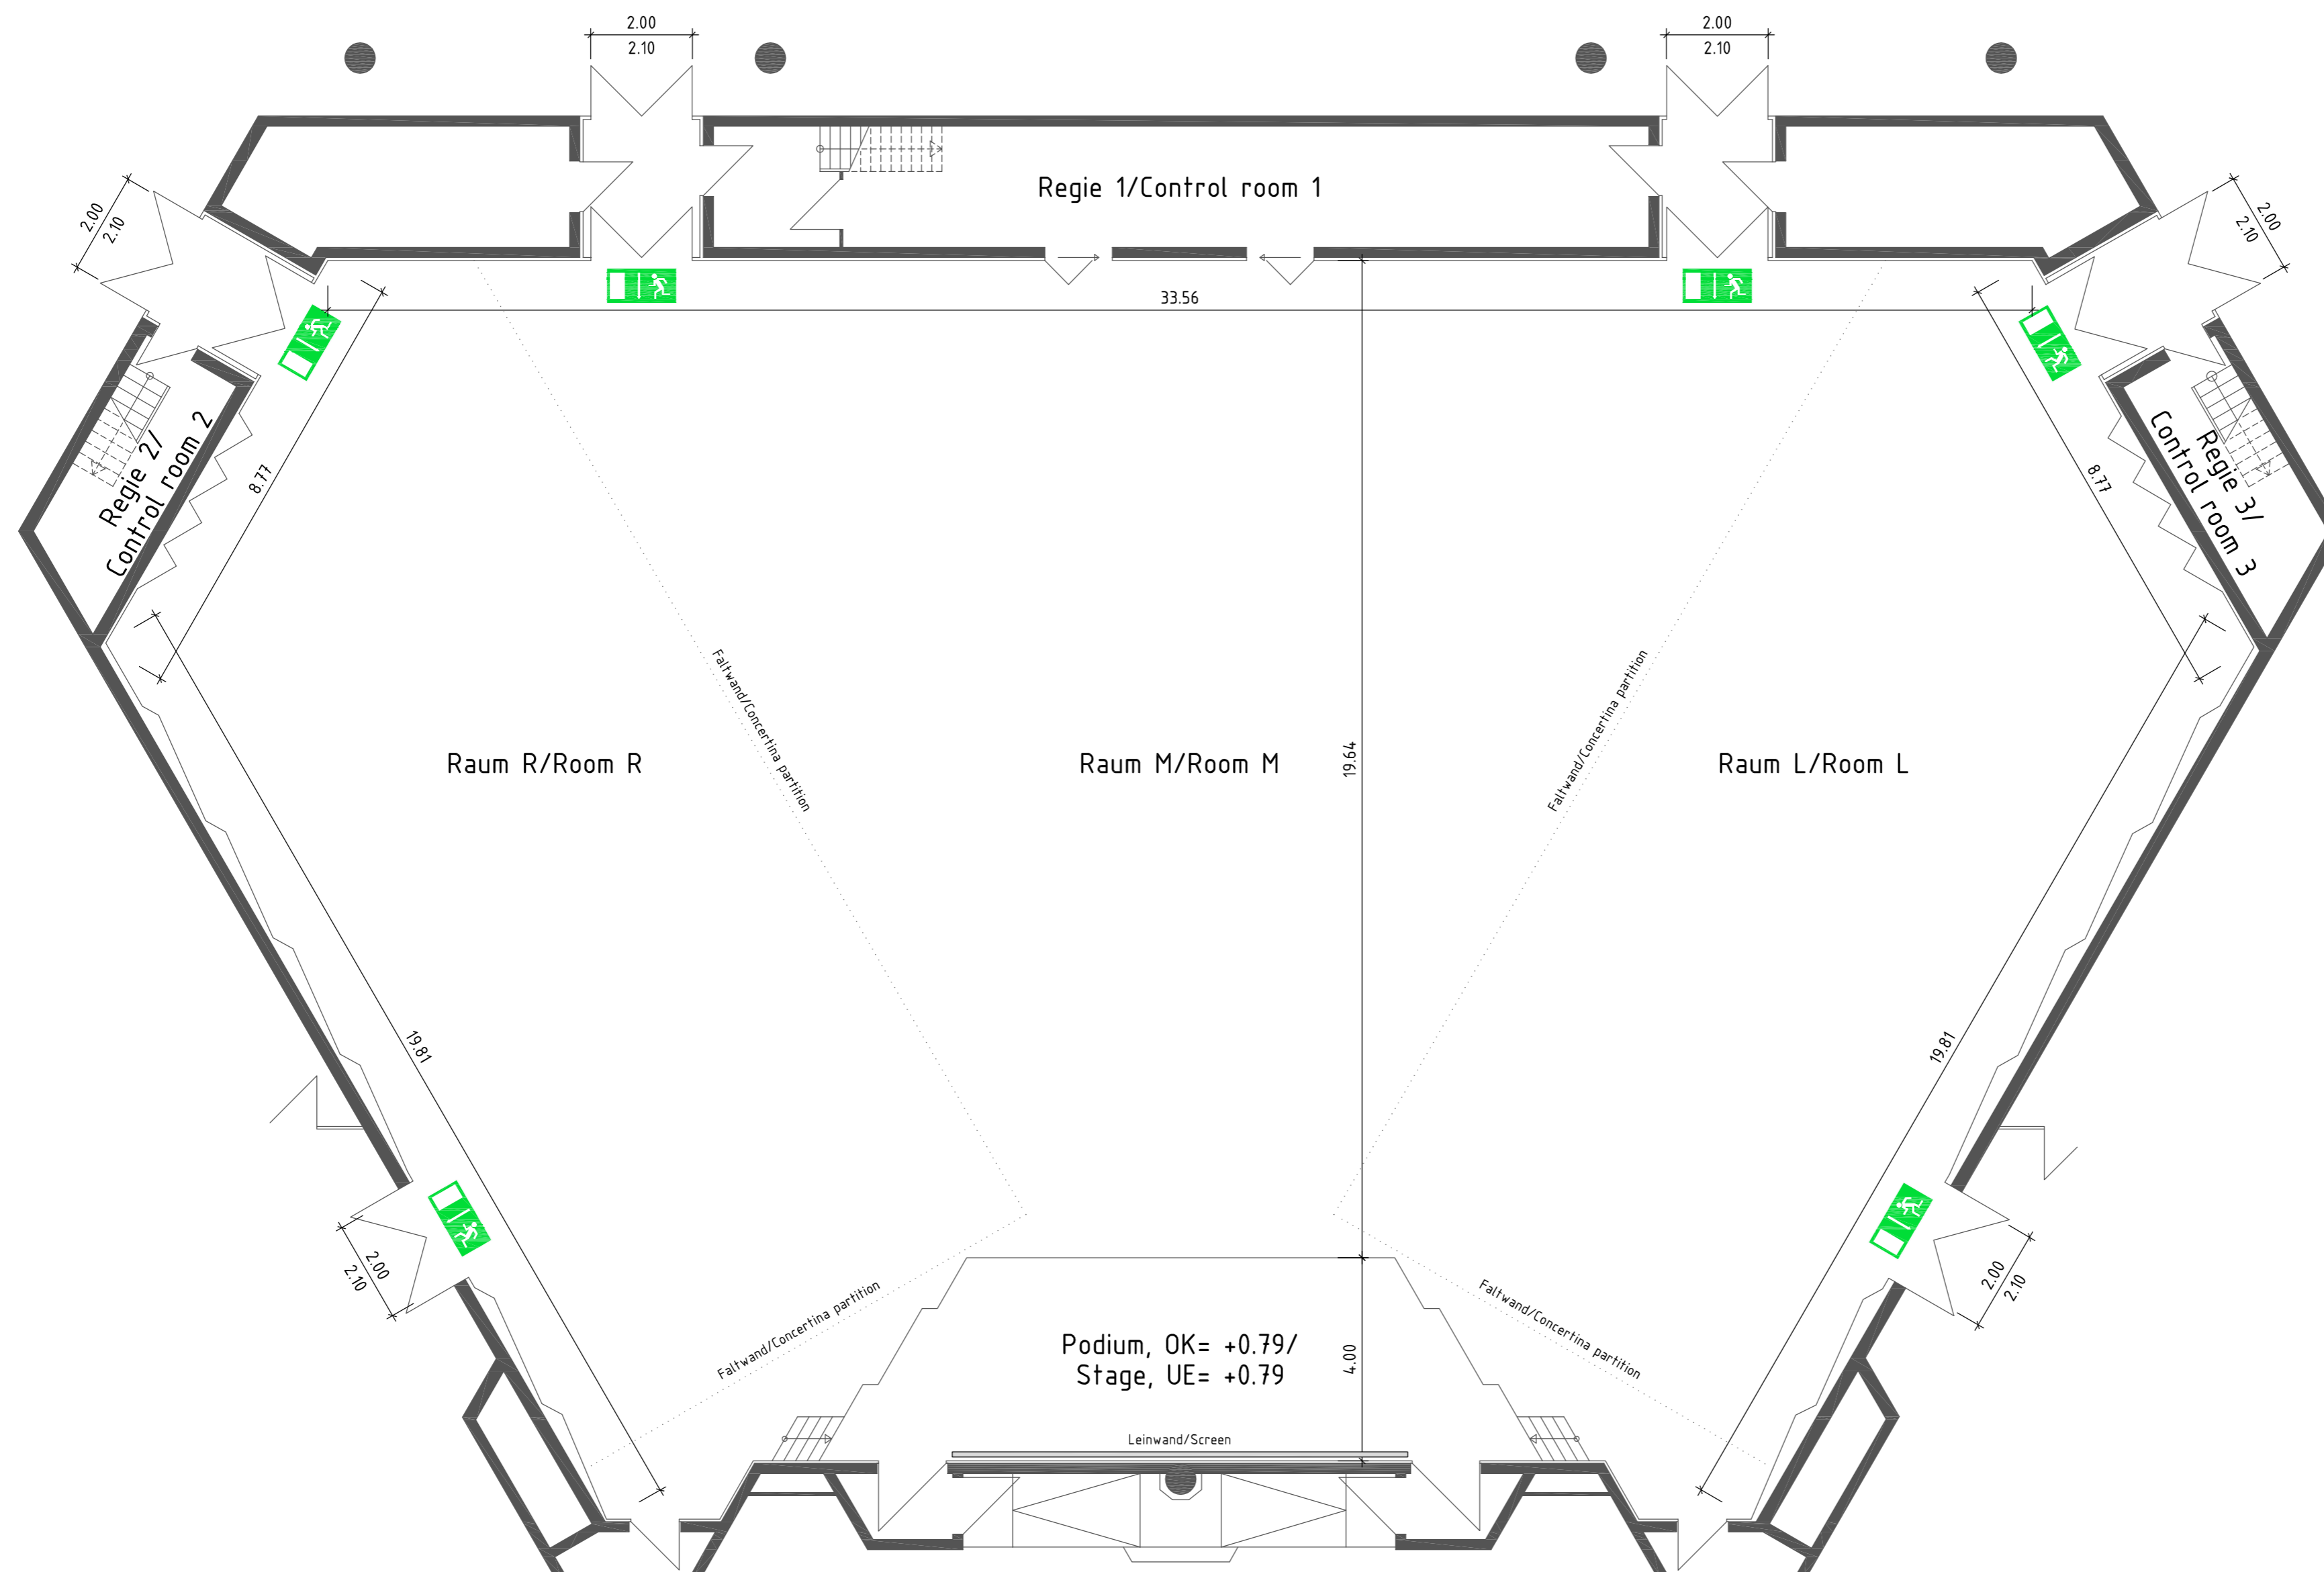 2.00
2.10
2.00
2.10
2.00
2.10
2.00
2.10
Regie 1/Control room 1
33.56
Regie 2/
Control room 2
8.77
8.77
Regie 3/
Control room 3
Faltwand/Concertina partition
Faltwand/Concertina partition
Raum R/Room R
Raum M/Room M
19.64
Raum L/Room L
19.81
19.81
2.00
2.10
2.00
2.10
Faltwand/Concertina partition
Faltwand/Concertina partition
Podium, OK= +0.79/
Stage, UE= +0.79
4.00
Leinwand/Screen